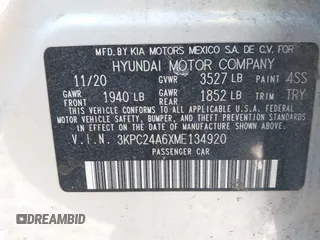 MFD.BY KIA MOTORS MEXICO S.A. DE C.V. FOR
HYUNDAI MOTOR COMPANY
11/20 GVWR 3527 LB PAINT 4SS
GAWR FRONT 1940 LB GAWR REAR 1852 LB TRIM TRY
THIS VEHICLE CONFORMS TO ALL APPLICABLE
U.S. FEDERAL MOTOR VEHICLE
SAFETY, BUMPER, AND THEFT PREVENTION
STANDARDS IN EFFECT ON THE DATE OF
MANUFACTURE SHOWN ABOVE.
V.I.N: 3KPC24A6XME134920
PASSENGER CAR
BIDHISTORY